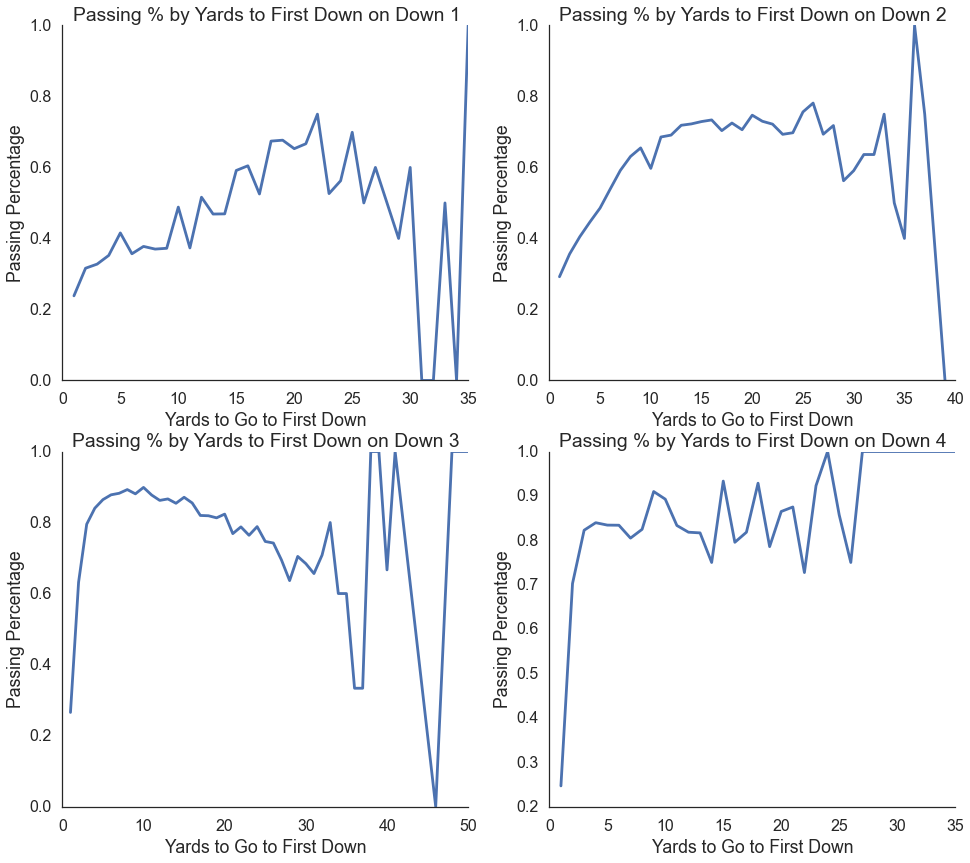 Passing % by Yards to First Down on Down 1
1.0
0.8
0.6
0.4
0.2
0.0
Passing Percentage
0 5 10 15 20 25 30 35
Yards to Go to First Down
Passing % by Yards to First Down on Down 2
1.0
0.8
0.6
0.4
0.2
0.0
Passing Percentage
0 5 10 15 20 25 30 35 40
Yards to Go to First Down
Passing % by Yards to First Down on Down 3
1.0
0.8
0.6
0.4
0.2
0.0
Passing Percentage
0 10 20 30 40 50
Yards to Go to First Down
Passing % by Yards to First Down on Down 4
1.0
0.9
0.8
0.7
0.6
0.5
0.4
0.3
0.2
Passing Percentage
0 5 10 15 20 25 30 35
Yards to Go to First Down